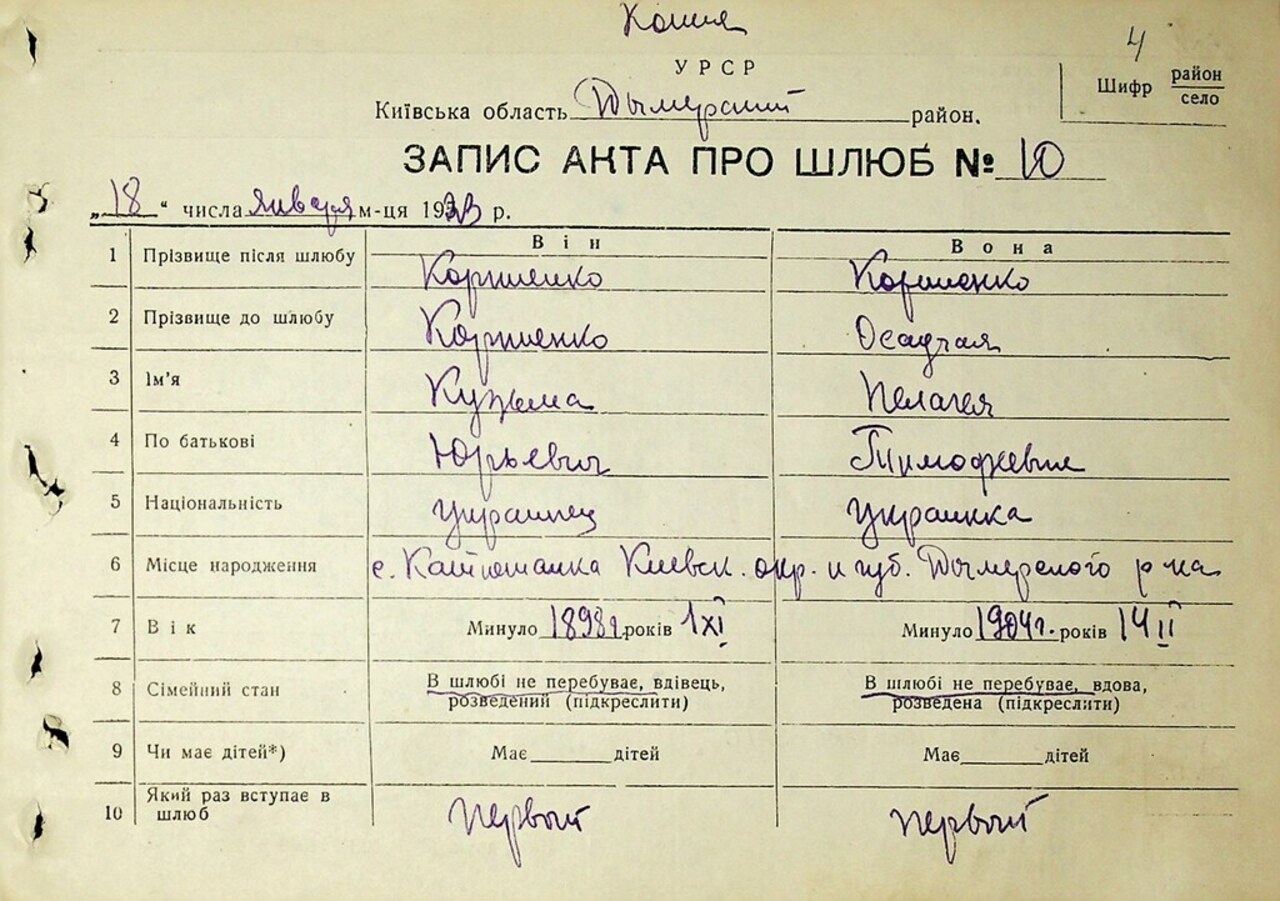 Копия
4
УРСР
Шифр район
село
Київська область Дымерский район.
ЗАПИС АКТА ПРО ШЛЮБ № 10
„18“ числа января м-ця 1923 р.
Він Вона
1 Прізвище після шлюбу Корниенко Корниенко
2 Прізвище до шлюбу Корниенко Осадчая
3 Ім'я Кузьма Пелагея
4 По батькові Юрьевич Тимофеевна
5 Національність украинец украинка
6 Місце народження с. Катюжанка Киевск. окр. и губ. Дымерского р-на
7 Вік Минуло 1898г. років 1 XI Минуло 1904г. років 14 II
8 Сімейний стан В шлюбі не перебуває, вдівець, В шлюбі не перебуває, вдова,
розведений (підкреслити) розведена (підкреслити)
9 Чи має дітей*) Має дітей Має дітей
10 Який раз вступає в
шлюб первый первый